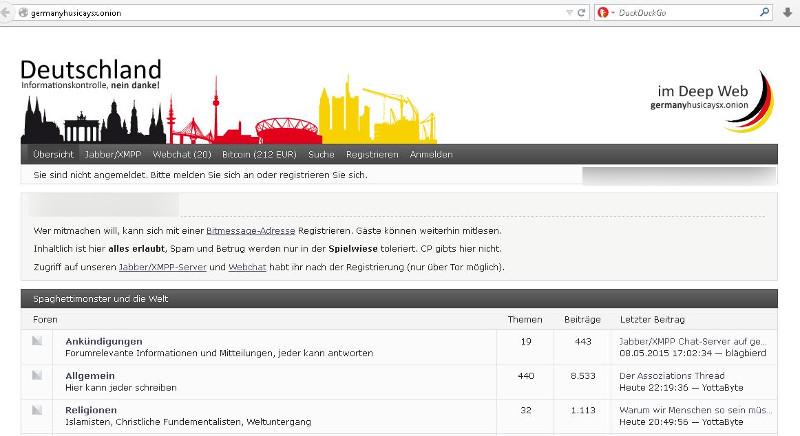 germanyhusicaysx.onion
DuckDuckGo
Deutschland
Informationskontrolle, nein danke!
im Deep Web
germanyhusicaysx.onion
Übersicht Jabber/XMPP Webchat (20) Bitcoin (212 EUR) Suche Registrieren Anmelden
Sie sind nicht angemeldet. Bitte melden Sie sich an oder registrieren Sie sich.
Wer mitmachen will, kann sich mit einer Bitmessage-Adresse Registrieren. Gäste können weiterhin mitlesen.
Inhaltlich ist hier alles erlaubt, Spam und Betrug werden nur in der Spielwiese toleriert. CP gibts hier nicht.
Zugriff auf unseren Jabber/XMPP-Server und Webchat habt ihr nach der Registrierung (nur über Tor möglich).
Spaghettimonster und die Welt
Foren Themen Beiträge Letzter Beitrag
Ankündigungen 19 443 Jabber/XMPP Chat-Server auf ge...
Forumrelevante Informationen und Mitteilungen, jeder kann antworten 08.05.2015 17:02:34 — blägbierd
Allgemein 440 8.533 Der Assoziations Thread
Hier kann jeder schreiben Heute 22:19:36 — YottaByte
Religionen 32 1.113 Warum wir Menschen so sein müs...
Islamisten, Christliche Fundementalisten, Weltuntergang Heute 20:49:56 — YottaByte